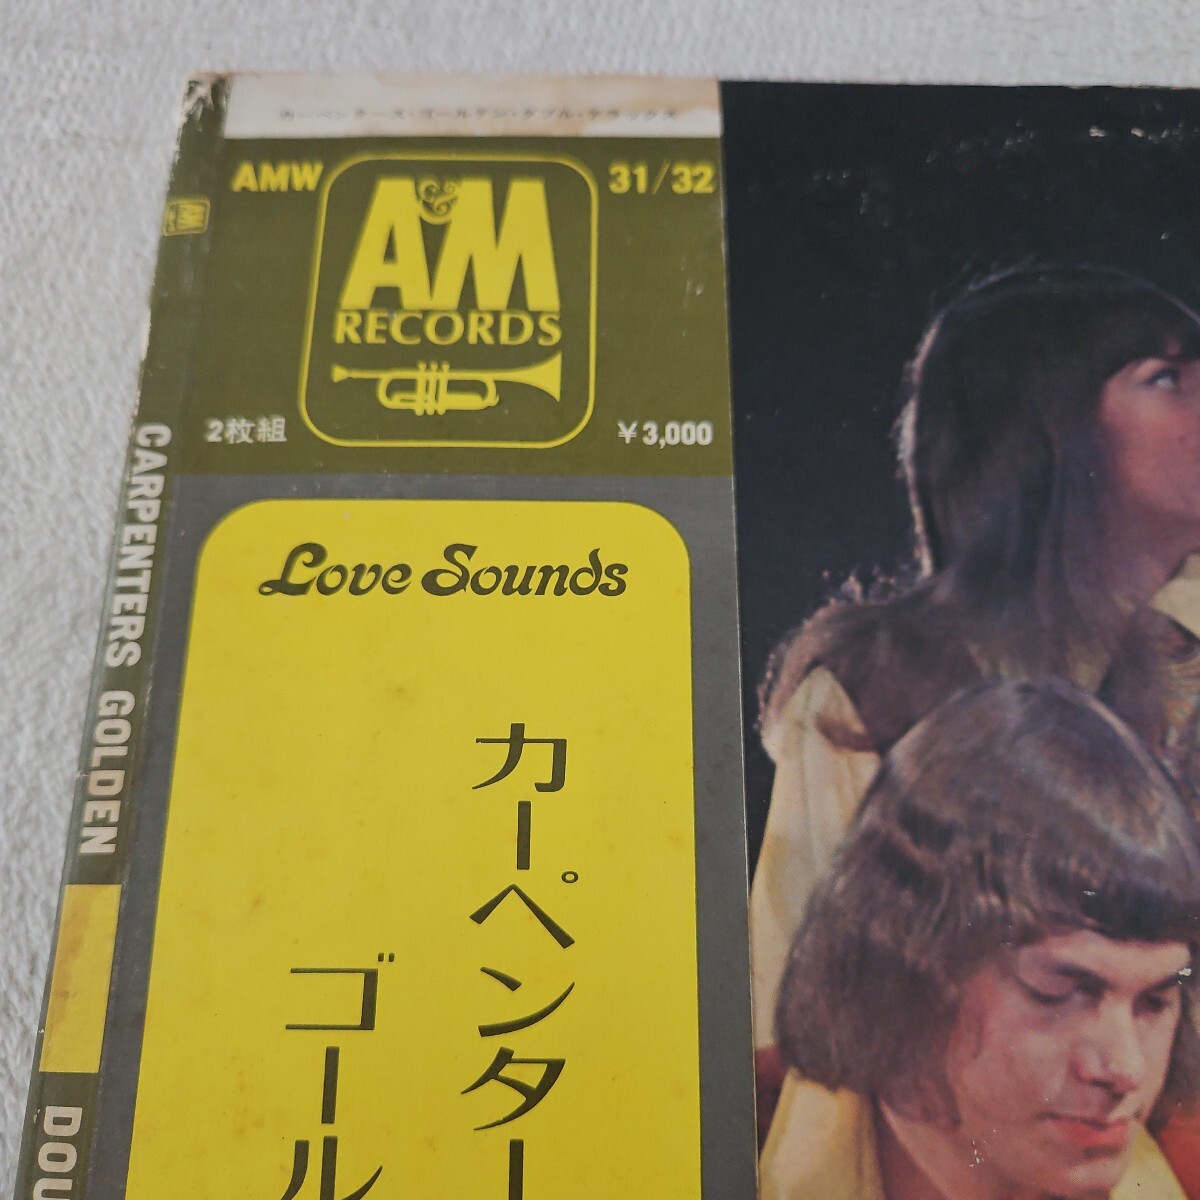 カーペンターズ・ゴールデン・ダブル・デラックス
AMW
31/32
A&M
RECORDS
2枚組
￥3,000
Love Sounds
カーペンター
ゴール
A&M
CARPENTERS GOLDEN
DOU